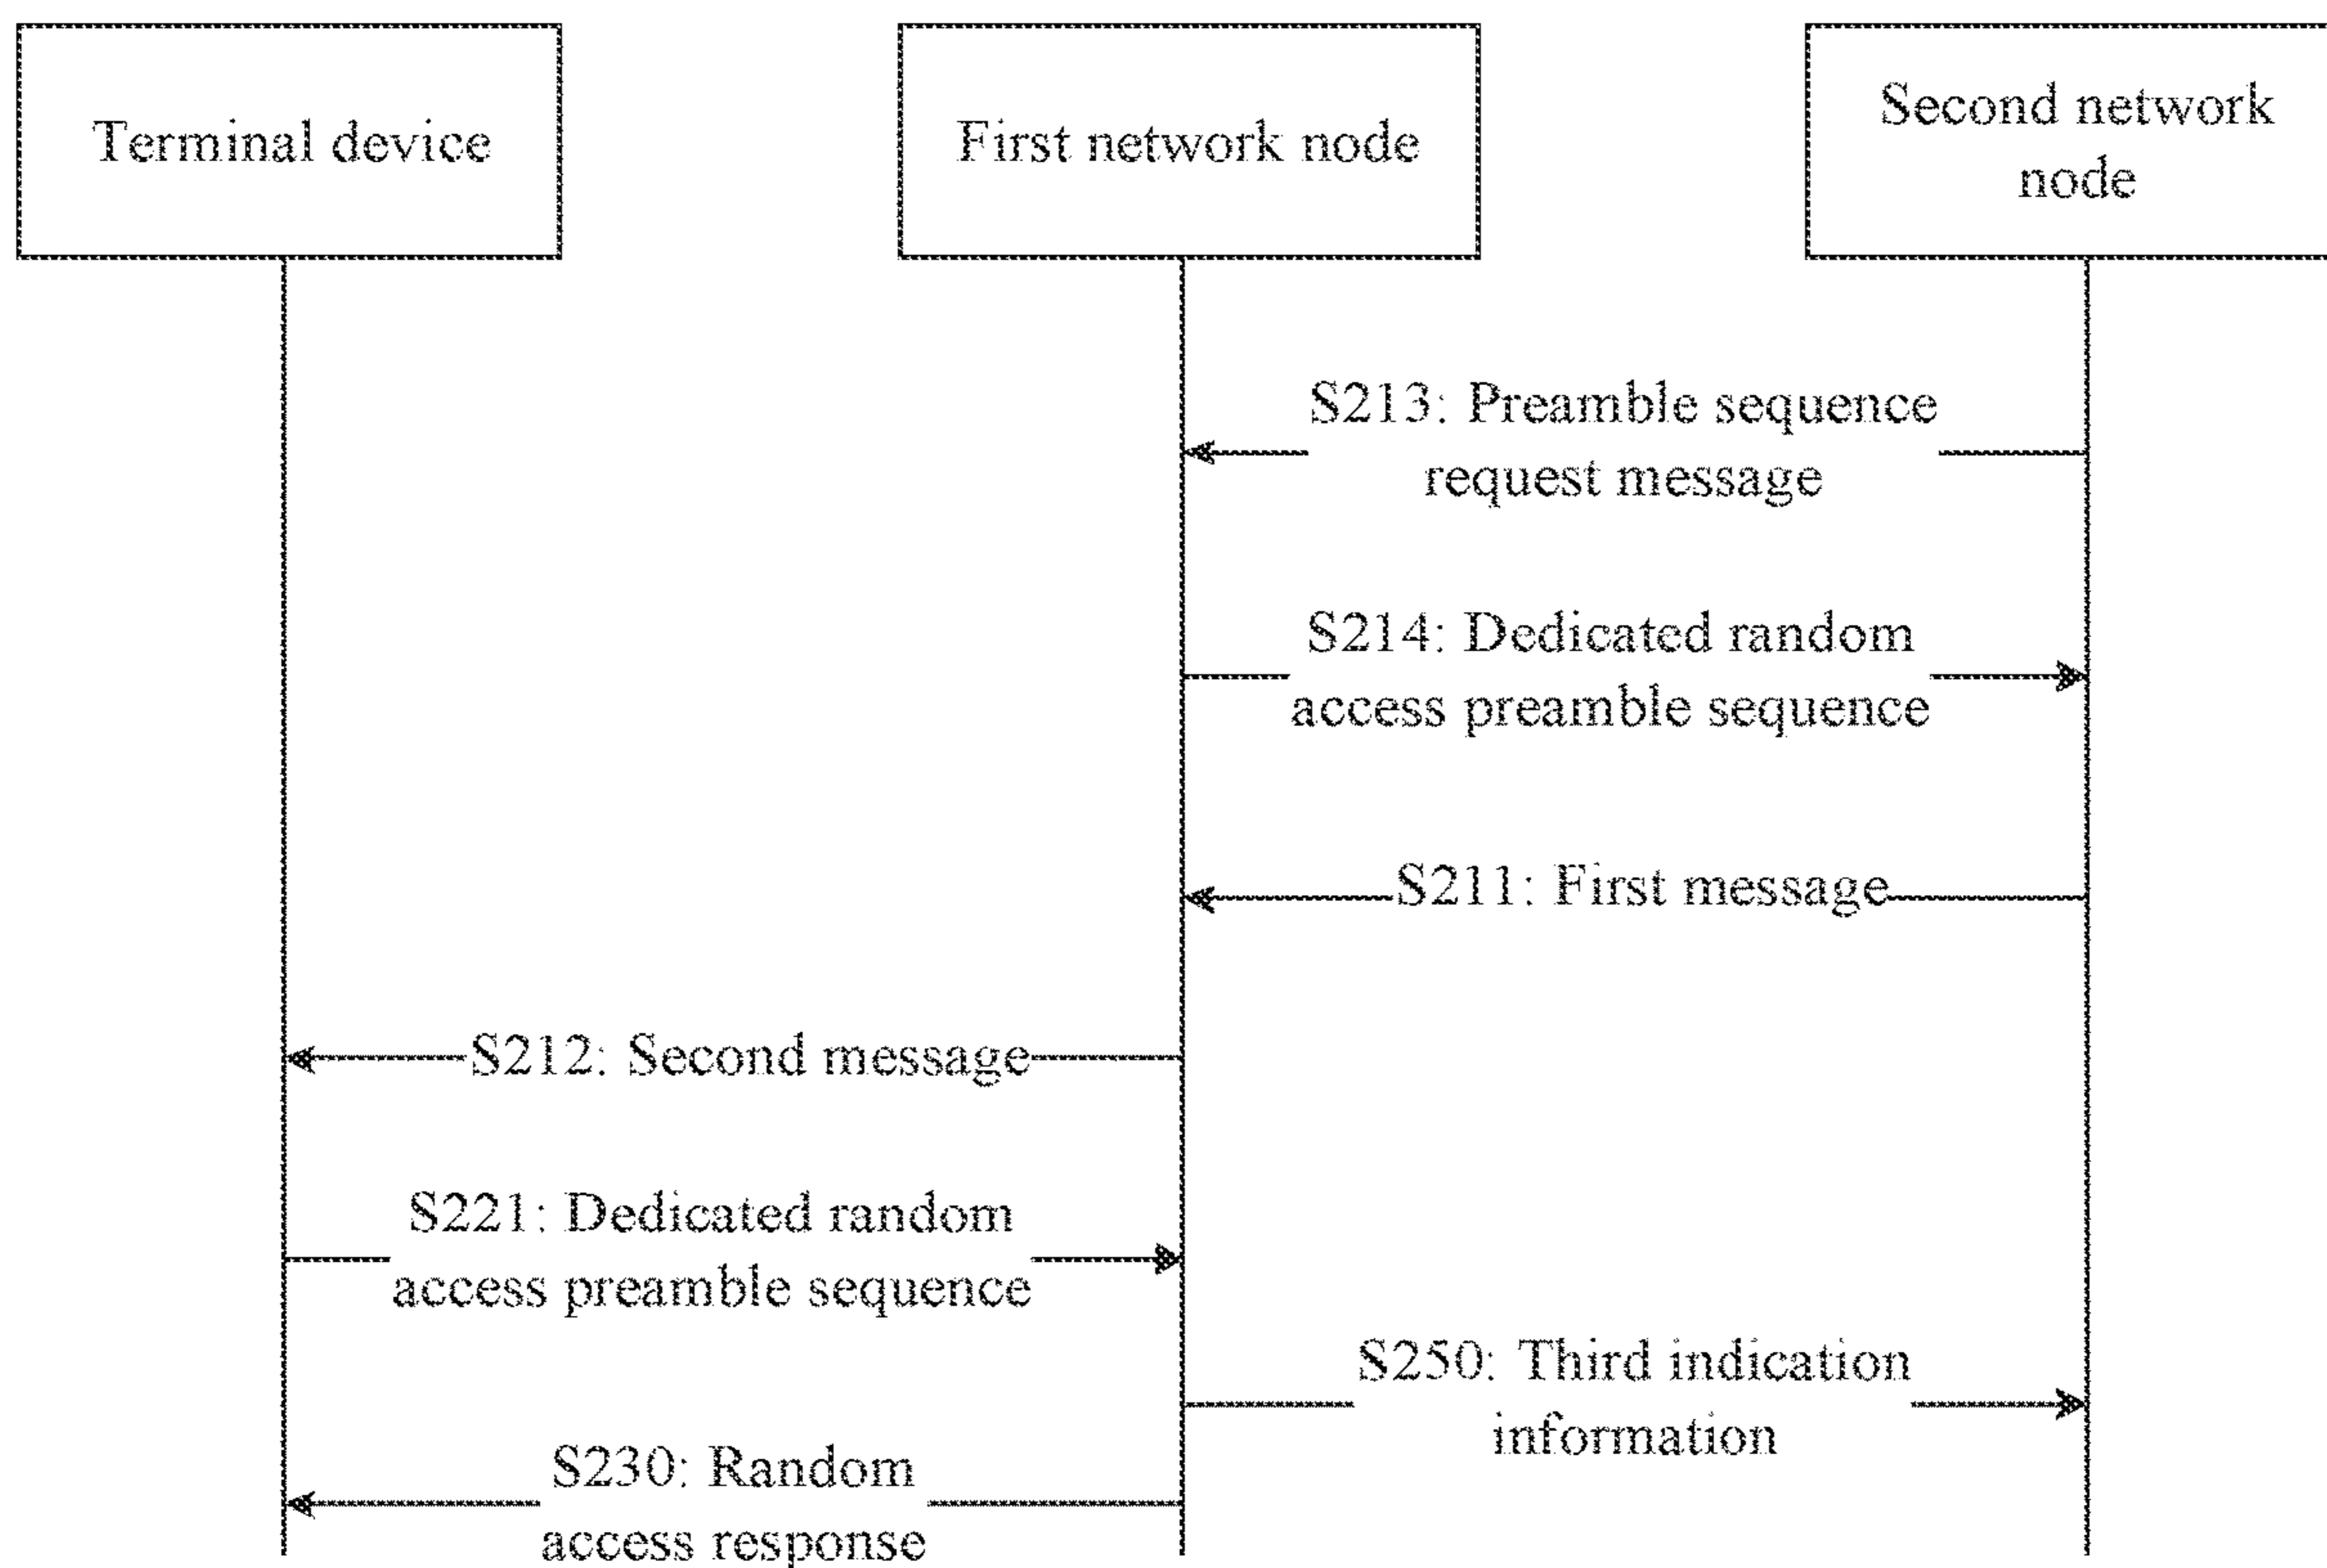 Terminal device
First network node
Second network
node
S213: Preamble sequence
request message
S214: Dedicated random
access preamble sequence
S211: First message
S212: Second message
S221: Dedicated random
access preamble sequence
S250: Third indication
information
S230: Random
access response